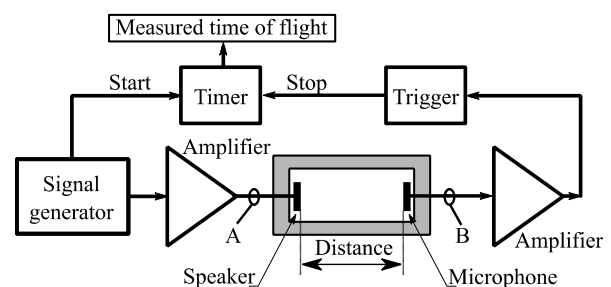 Measured time of flight
Start
Timer
Stop
Trigger
Amplifier
Signal
generator
A
B
Distance
Amplifier
Speaker
Microphone